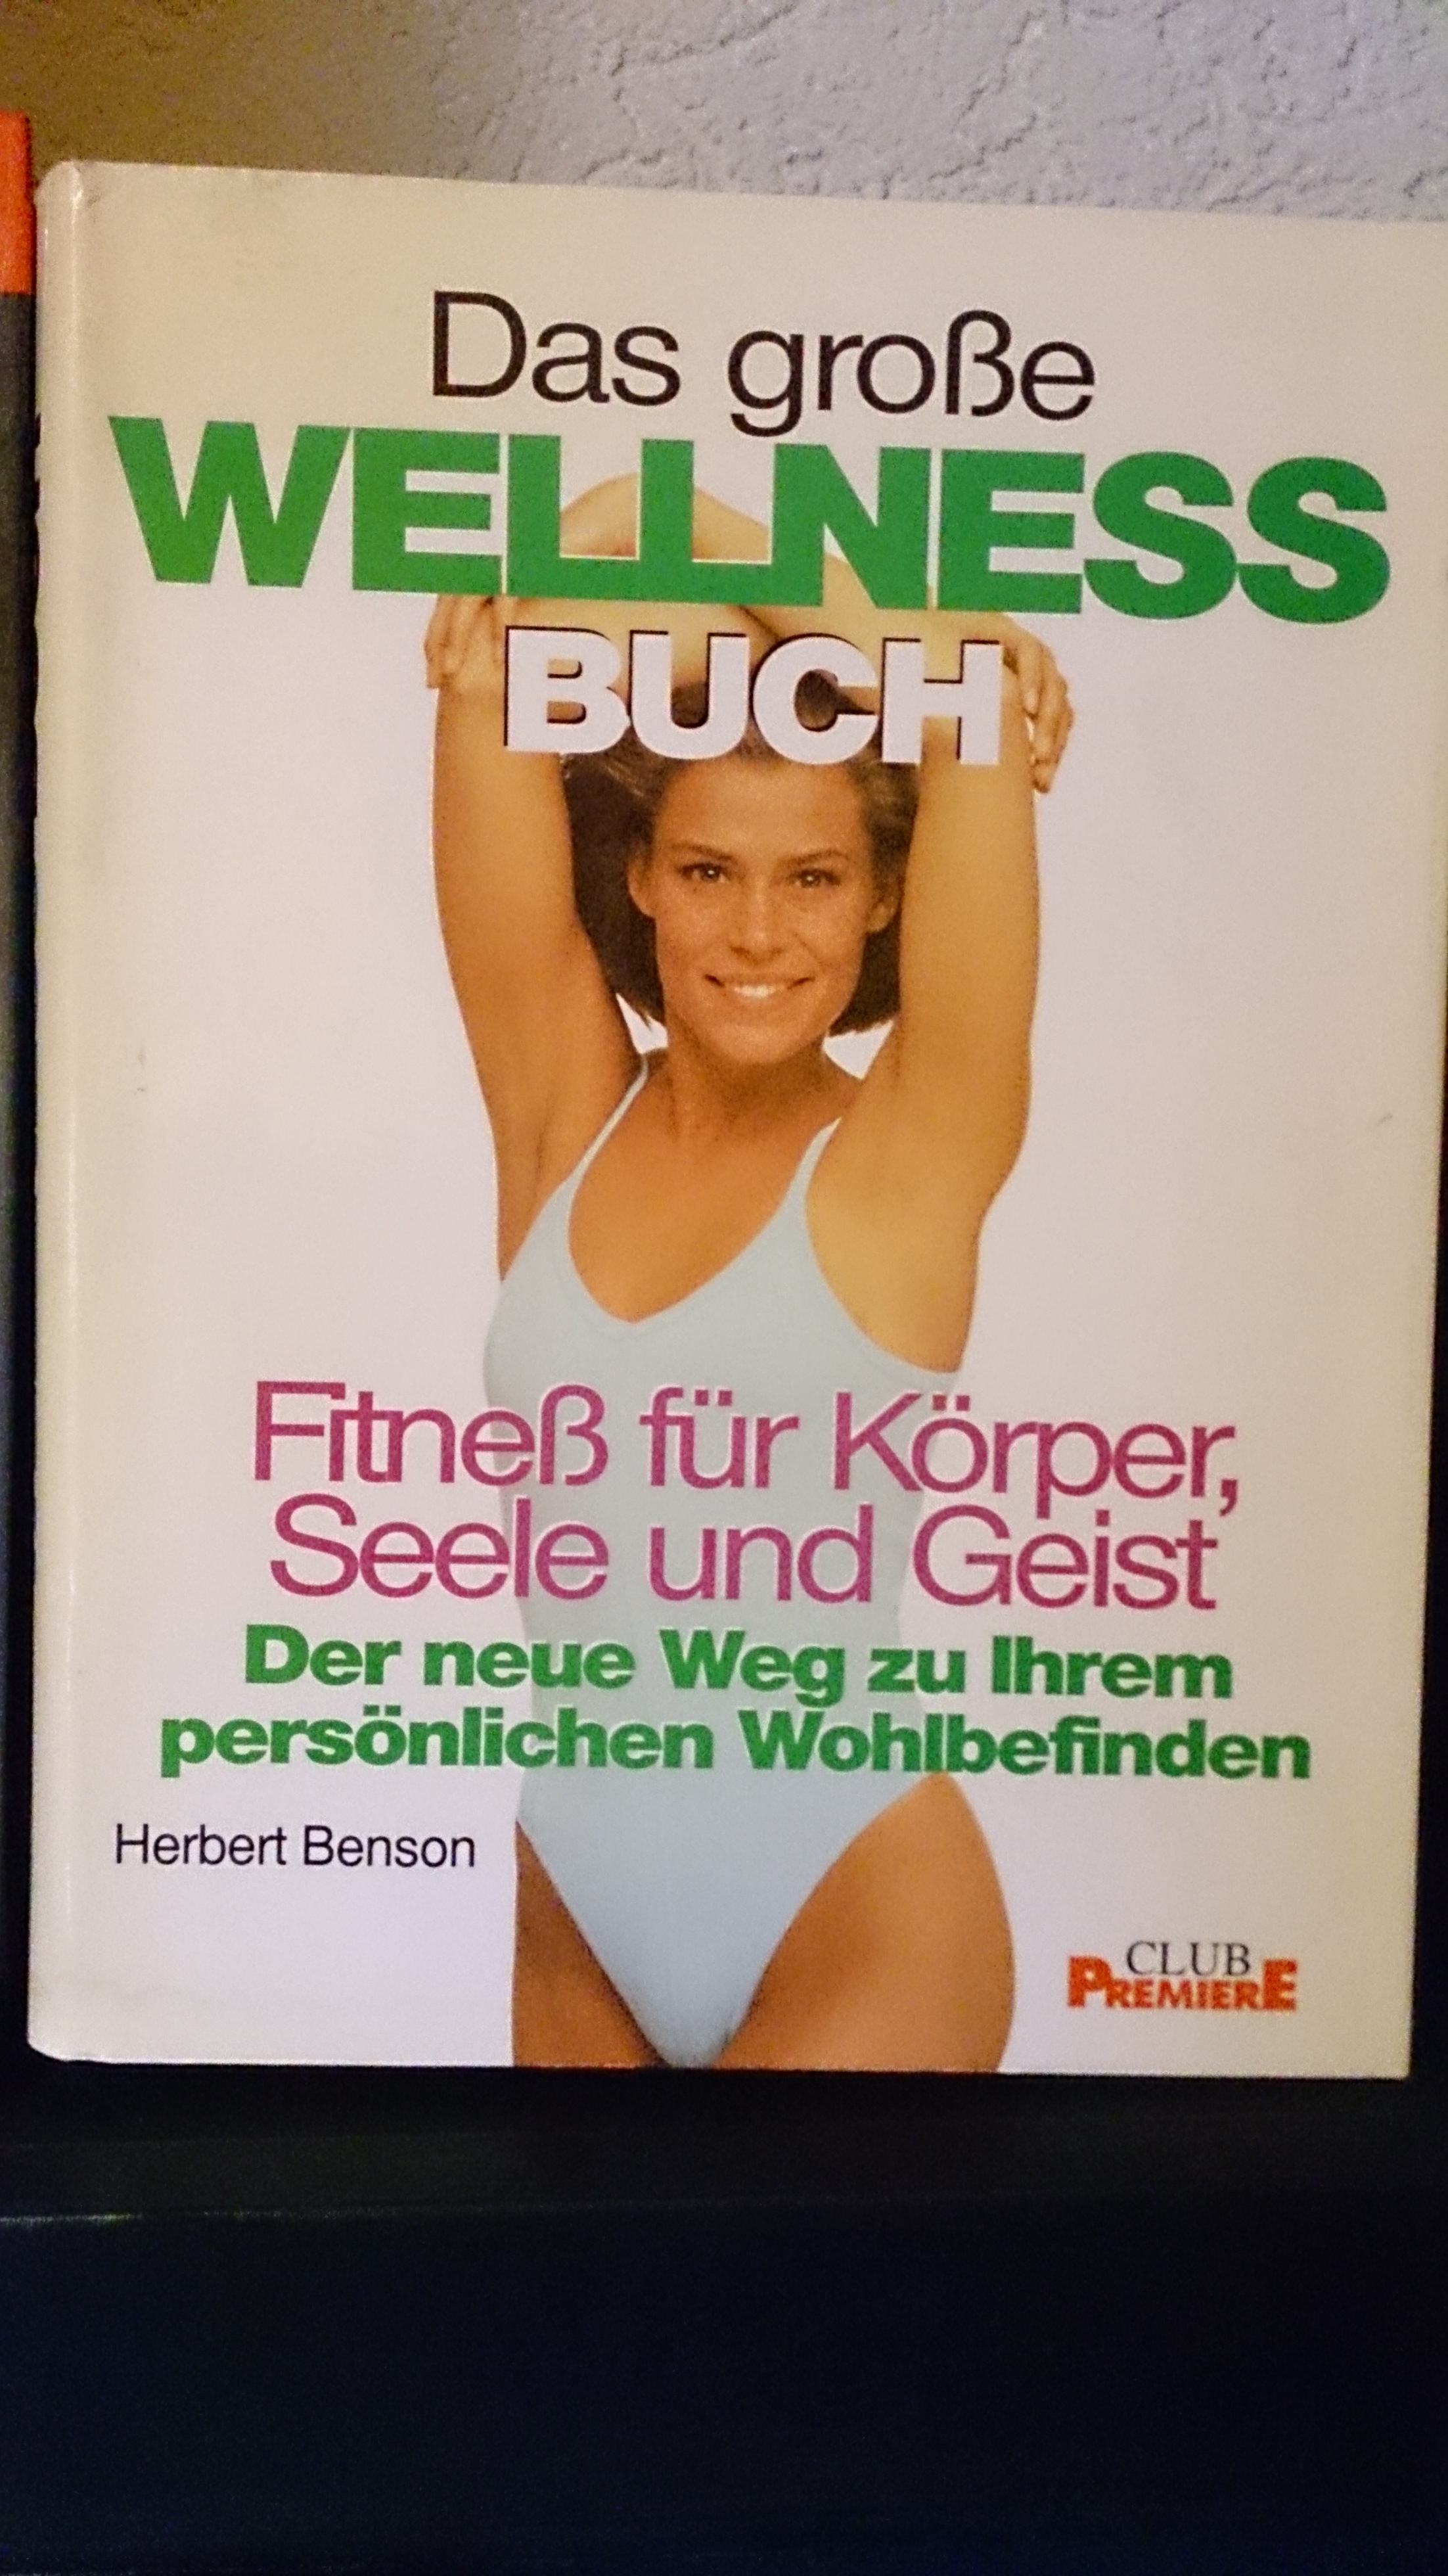 Das große
WELLNESS
BUCH
Fitneß für Körper,
Seele und Geist
Der neue Weg zu Ihrem
persönlichen Wohlbefinden
Herbert Benson
CLUB
PREMIERE